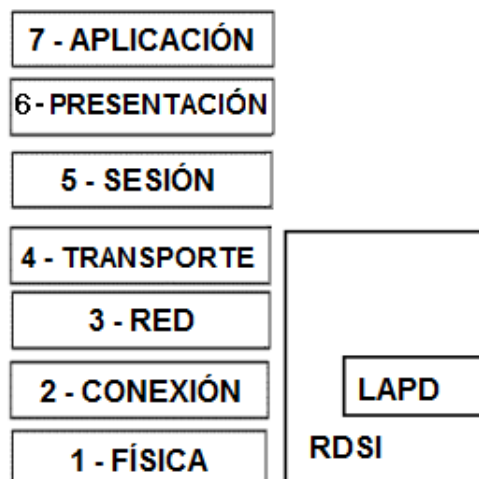 7 - APLICACIÓN
6 - PRESENTACIÓN
5 - SESIÓN
4 - TRANSPORTE
3 - RED
2 - CONEXIÓN
LAPD
1 - FÍSICA
RDSI